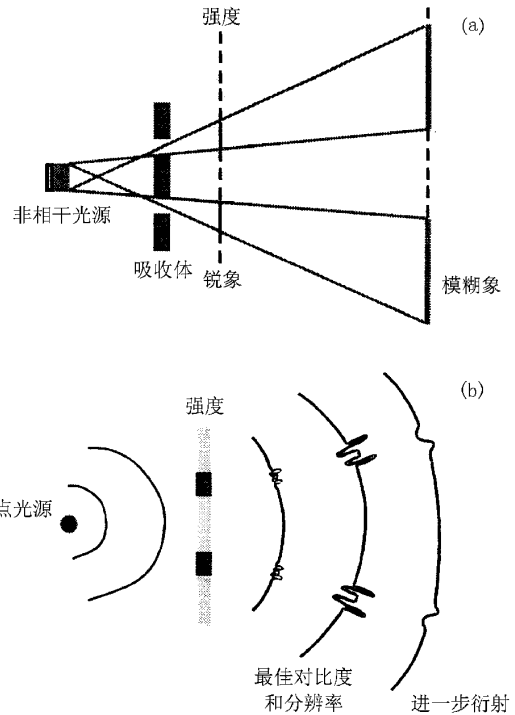 强度
(a)
非相干光源
吸收体
锐象
模糊象
(b)
强度
点光源
最佳对比度
和分辨率
进一步衍射